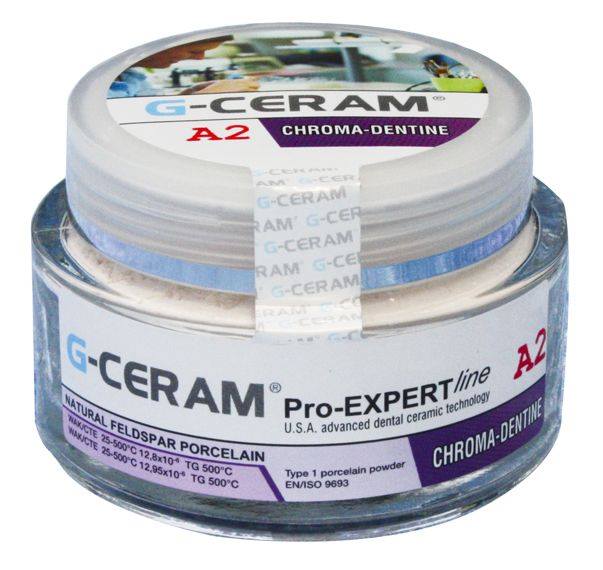 G-CERAM®
A2 CHROMA-DENTINE
G-CERAM
G-CERAM
G-CERAM® Pro-EXPERTline A2
U.S.A. advanced dental ceramic technology
NATURAL FELDSPAR PORCELAIN
WAK/CTE 25-500°C 12,8x10⁻⁶ TG 500°C
WAK/CTE 25-500°C 12,95x10⁻⁶ TG 500°C
Type 1 porcelain powder
EN/ISO 9693
CHROMA-DENTINE